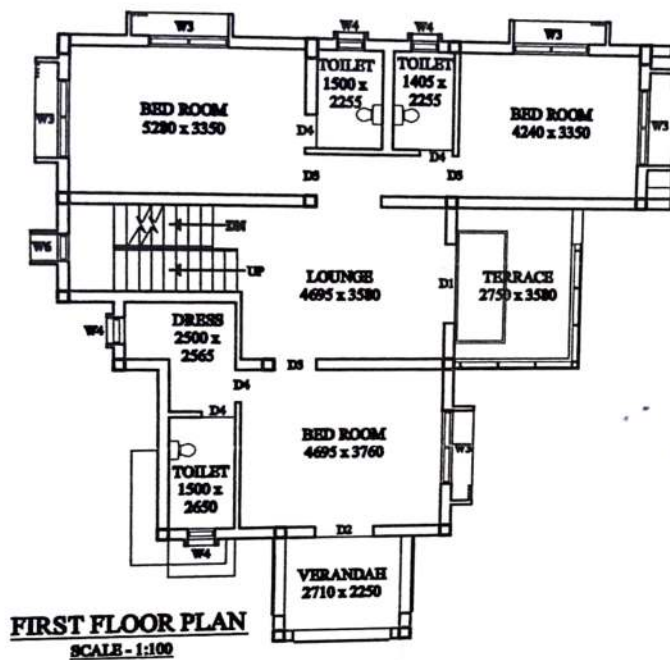 W4
W4
W3
W3
TOILET
1500 x
2255
TOILET
1405 x
2255
BED ROOM
5280 x 3350
BED ROOM
4240 x 3350
W3
W3
D4
D4
D3
D3
DN
UP
W6
LOUNGE
4695 x 3580
D1
TERRACE
2750 x 3580
W4
DRESS
2500 x
2565
D3
D4
D4
BED ROOM
4695 x 3760
W3
TOILET
1500 x
2650
W4
D2
VERANDAH
2710 x 2250
FIRST FLOOR PLAN
SCALE - 1:100